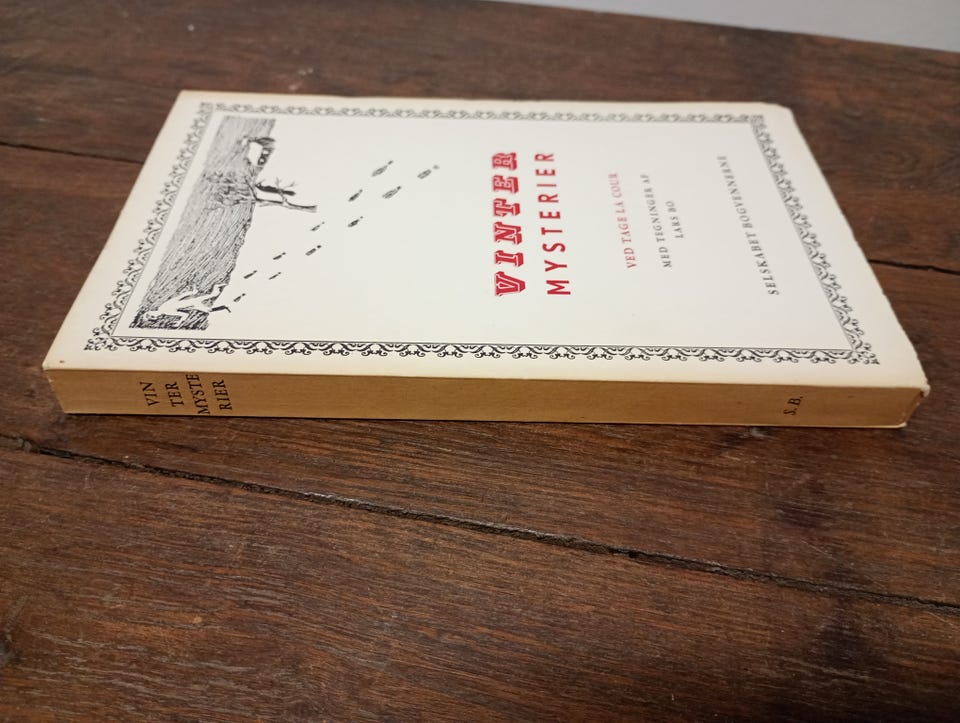 VINTER
MYSTERIER
VED TAGE LA COUR
MED TEGNINGER AF
LARS BO
SELSKABET BOGVENNERNE
VIN
TER
MYSTE
RIER
S. B.